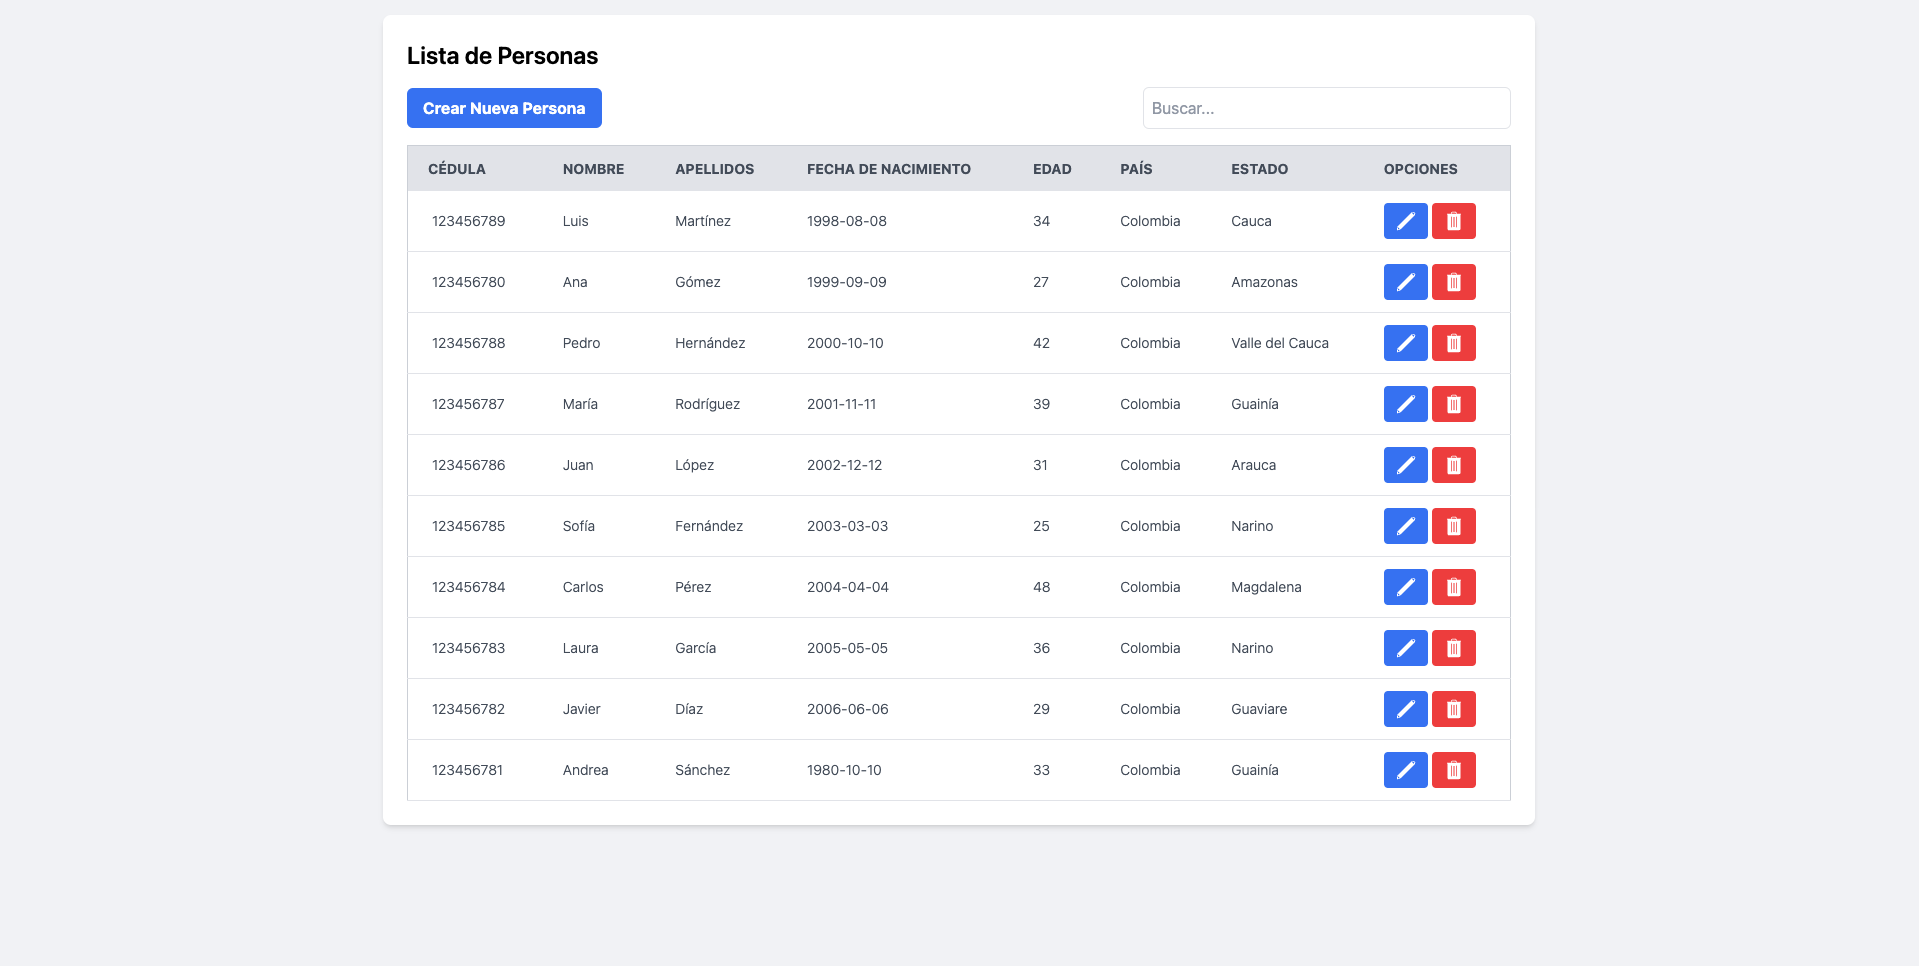 Lista de Personas
Crear Nueva Persona
Buscar...
CÉDULA NOMBRE APELLIDOS FECHA DE NACIMIENTO EDAD PAÍS ESTADO OPCIONES
123456789 Luis Martínez 1998-08-08 34 Colombia Cauca
123456780 Ana Gómez 1999-09-09 27 Colombia Amazonas
123456788 Pedro Hernández 2000-10-10 42 Colombia Valle del Cauca
123456787 María Rodríguez 2001-11-11 39 Colombia Guainía
123456786 Juan López 2002-12-12 31 Colombia Arauca
123456785 Sofía Fernández 2003-03-03 25 Colombia Narino
123456784 Carlos Pérez 2004-04-04 48 Colombia Magdalena
123456783 Laura García 2005-05-05 36 Colombia Narino
123456782 Javier Díaz 2006-06-06 29 Colombia Guaviare
123456781 Andrea Sánchez 1980-10-10 33 Colombia Guainía